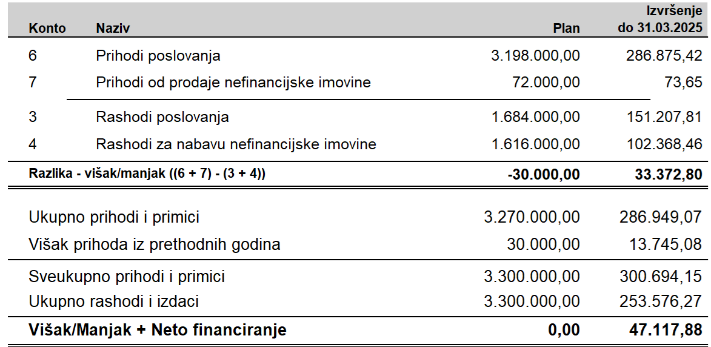 Izvršenje
Konto Naziv Plan do 31.03.2025
6 Prihodi poslovanja 3.198.000,00 286.875,42
7 Prihodi od prodaje nefinancijske imovine 72.000,00 73,65
3 Rashodi poslovanja 1.684.000,00 151.207,81
4 Rashodi za nabavu nefinancijske imovine 1.616.000,00 102.368,46
Razlika - višak/manjak ((6 + 7) - (3 + 4)) -30.000,00 33.372,80
Ukupno prihodi i primici 3.270.000,00 286.949,07
Višak prihoda iz prethodnih godina 30.000,00 13.745,08
Sveukupno prihodi i primici 3.300.000,00 300.694,15
Ukupno rashodi i izdaci 3.300.000,00 253.576,27
Višak/Manjak + Neto financiranje 0,00 47.117,88